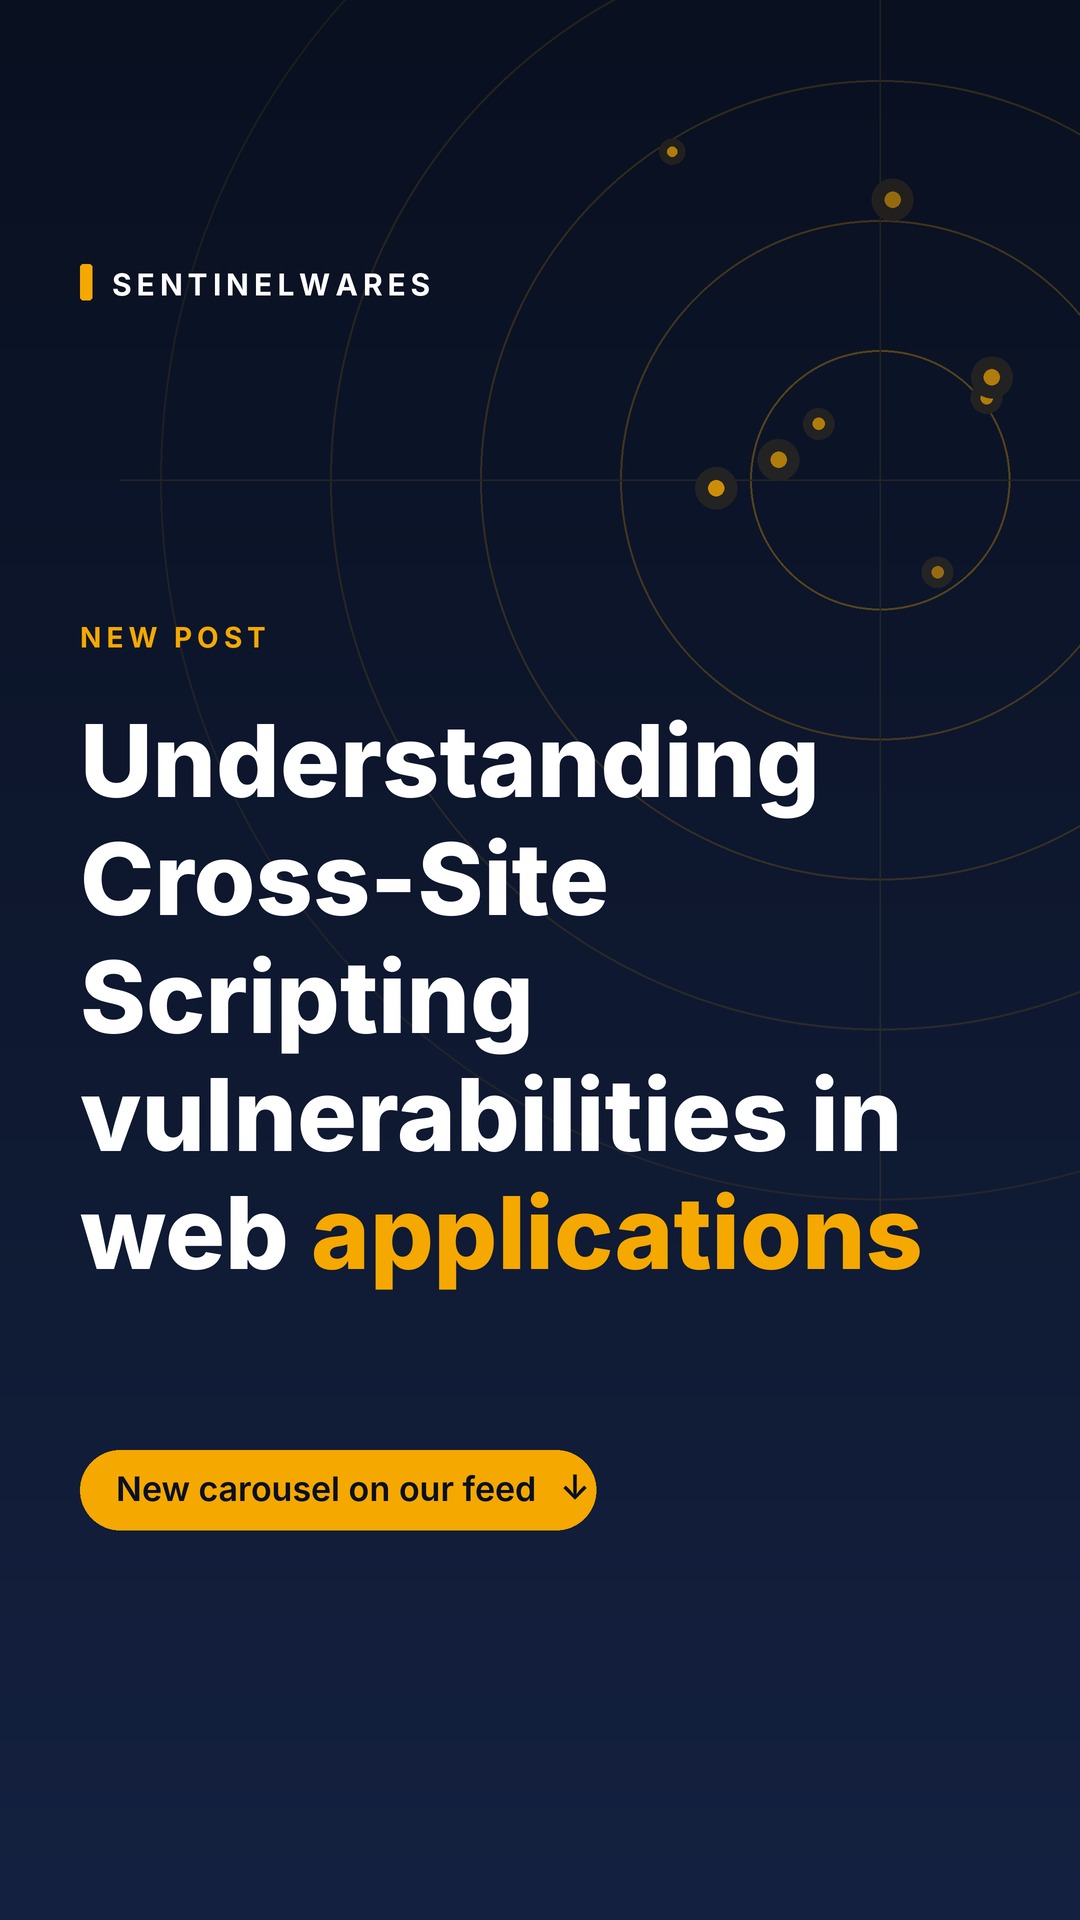 SENTINELWARES
NEW POST
Understanding
Cross-Site
Scripting
vulnerabilities in
web applications
New carousel on our feed ↓